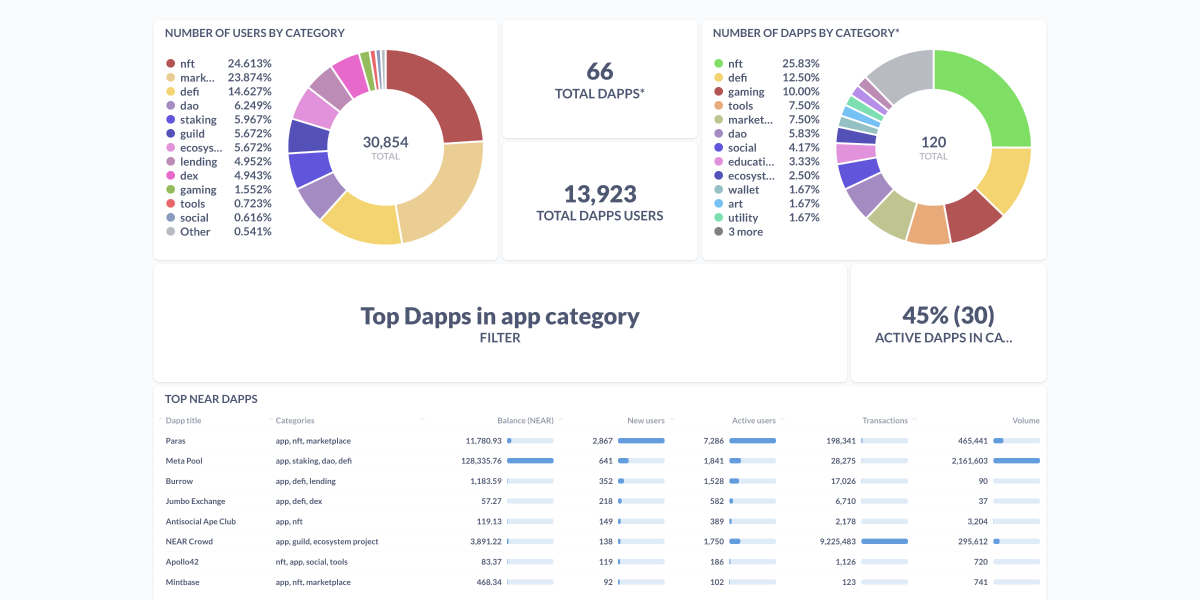 NUMBER OF USERS BY CATEGORY
nft 24.613%
mark... 23.874%
defi 14.627%
dao 6.249%
staking 5.967%
guild 5.672%
ecosys... 5.672%
lending 4.952%
dex 4.943%
gaming 1.552%
tools 0.723%
social 0.616%
Other 0.541%
30,854
TOTAL
66
TOTAL DAPPS*
13,923
TOTAL DAPPS USERS
NUMBER OF DAPPS BY CATEGORY*
nft 25.83%
defi 12.50%
gaming 10.00%
tools 7.50%
market... 7.50%
dao 5.83%
social 4.17%
educati... 3.33%
ecosyst... 2.50%
wallet 1.67%
art 1.67%
utility 1.67%
3 more
120
TOTAL
Top Dapps in app category
FILTER
45% (30)
ACTIVE DAPPS IN CA...
TOP NEAR DAPPS
Dapp title Categories Balance (NEAR) New users Active users Transactions Volume
Paras app, nft, marketplace 11,780.93 2,867 7,286 198,341 465,441
Meta Pool app, staking, dao, defi 128,335.76 641 1,841 28,275 2,161,603
Burrow app, defi, lending 1,183.59 352 1,528 17,026 90
Jumbo Exchange app, defi, dex 57.27 218 582 6,710 37
Antisocial Ape Club app, nft 119.13 149 389 2,178 3,204
NEAR Crowd app, guild, ecosystem project 3,891.22 138 1,750 9,225,483 295,612
Apollo42 nft, app, social, tools 83.37 119 186 1,126 720
Mintbase app, nft, marketplace 468.34 92 102 123 741